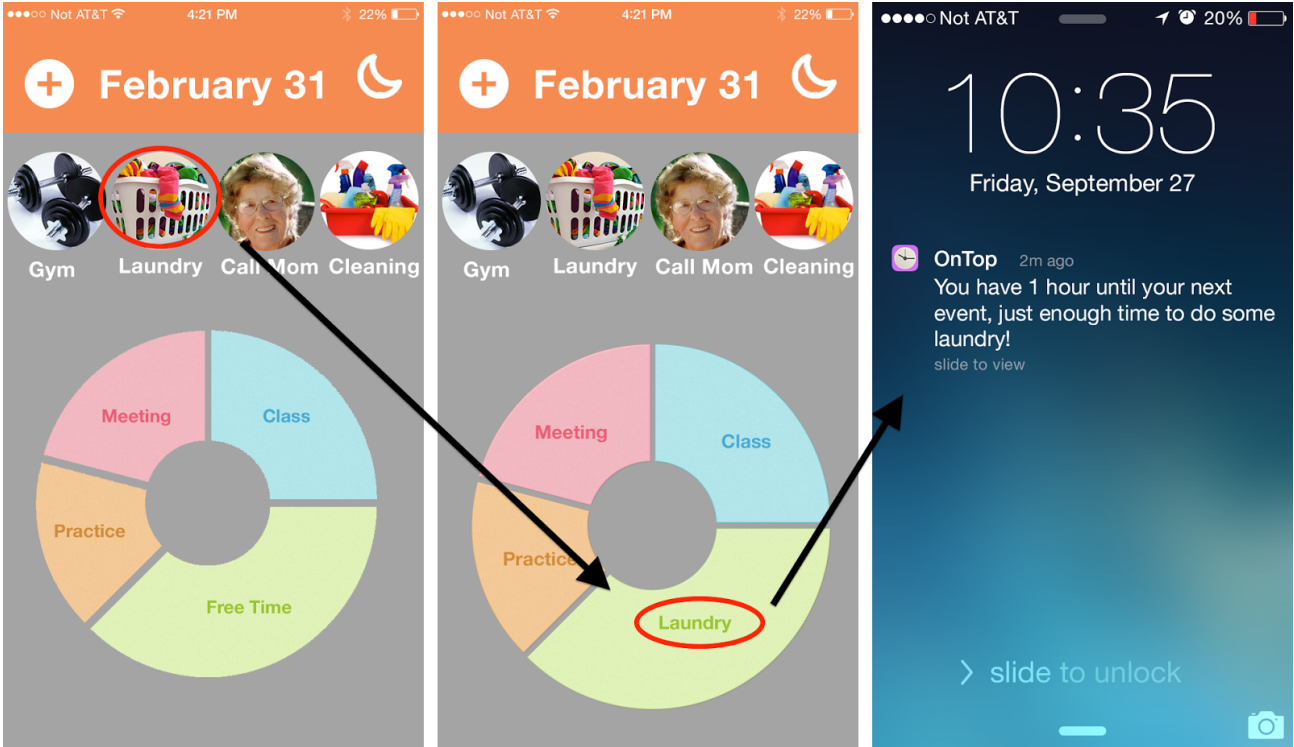 Not AT&T 4:21 PM 22%
February 31
Gym Laundry Call Mom Cleaning
Meeting Class
Practice
Free Time
Not AT&T 4:21 PM 22%
February 31
Gym Laundry Call Mom Cleaning
Meeting Class
Practice
Laundry
Not AT&T 20%
10:35
Friday, September 27
OnTop 2m ago
You have 1 hour until your next
event, just enough time to do some
laundry!
slide to view
> slide to unlock